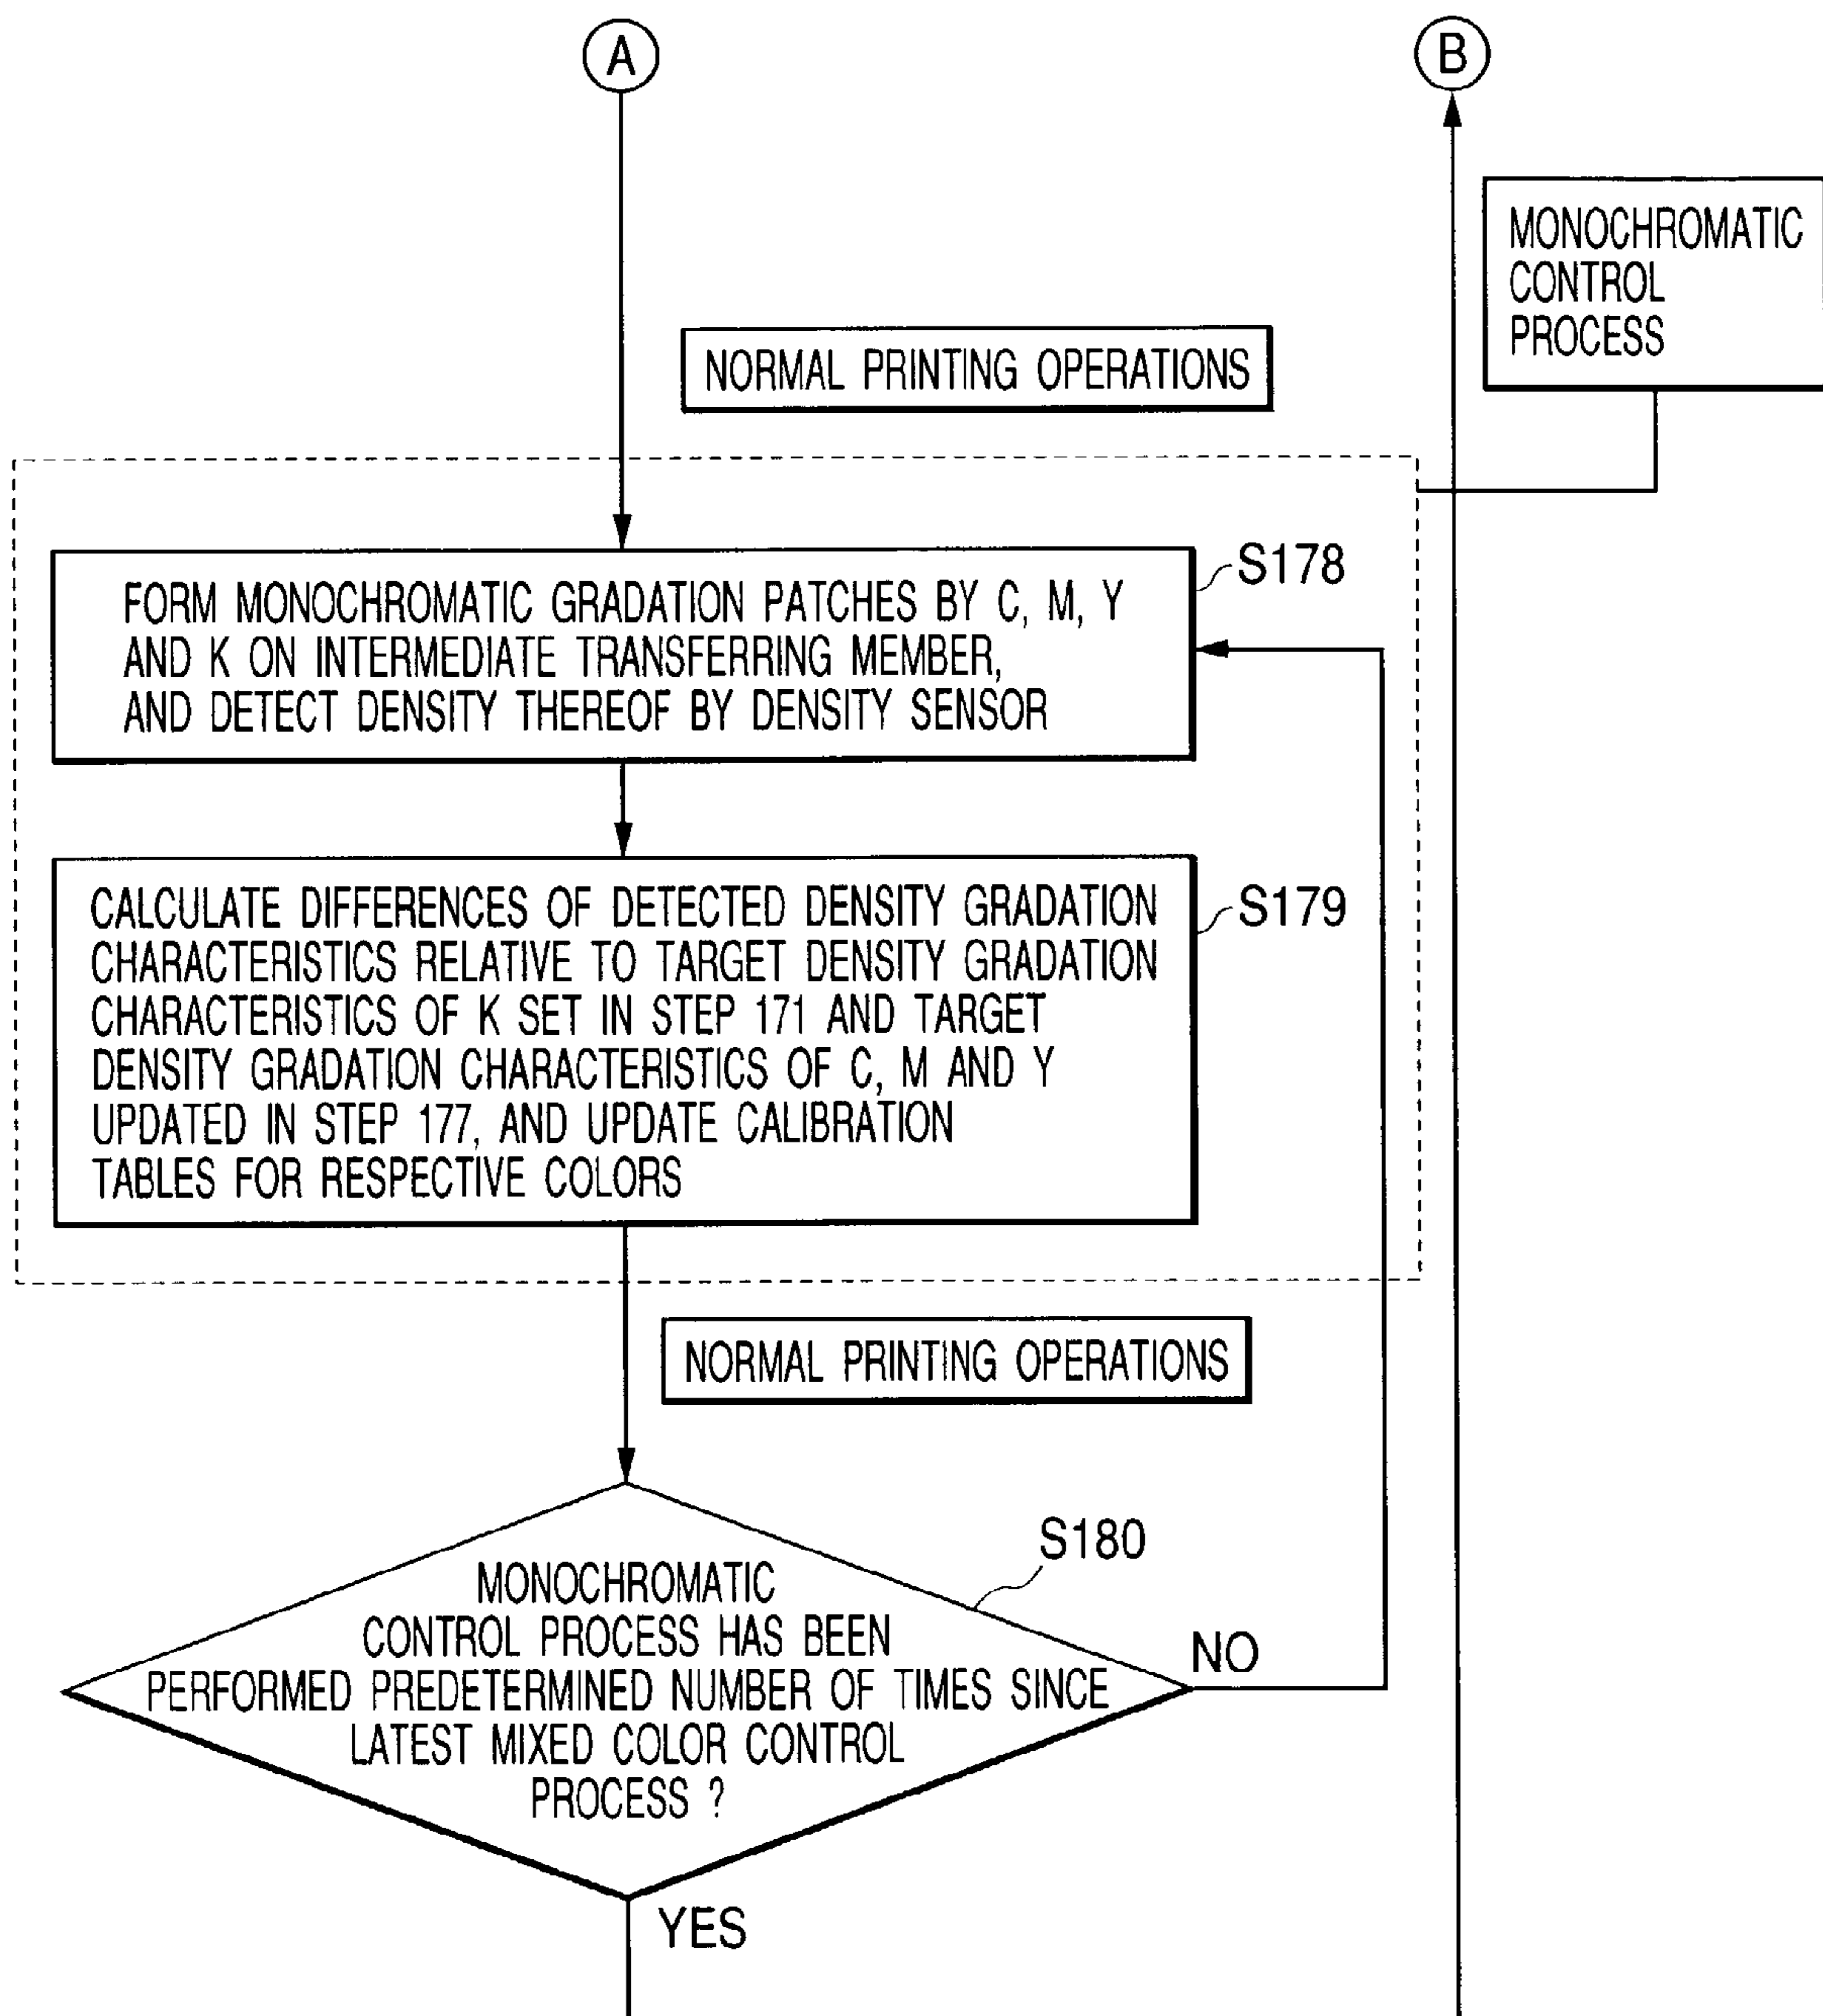 A
B
MONOCHROMATIC
CONTROL
PROCESS
NORMAL PRINTING OPERATIONS
S178
FORM MONOCHROMATIC GRADATION PATCHES BY C, M, Y
AND K ON INTERMEDIATE TRANSFERRING MEMBER,
AND DETECT DENSITY THEREOF BY DENSITY SENSOR
S179
CALCULATE DIFFERENCES OF DETECTED DENSITY GRADATION
CHARACTERISTICS RELATIVE TO TARGET DENSITY GRADATION
CHARACTERISTICS OF K SET IN STEP 171 AND TARGET
DENSITY GRADATION CHARACTERISTICS OF C, M AND Y
UPDATED IN STEP 177, AND UPDATE CALIBRATION
TABLES FOR RESPECTIVE COLORS
NORMAL PRINTING OPERATIONS
S180
MONOCHROMATIC
CONTROL PROCESS HAS BEEN
PERFORMED PREDETERMINED NUMBER OF TIMES SINCE
LATEST MIXED COLOR CONTROL
PROCESS ?
NO
YES